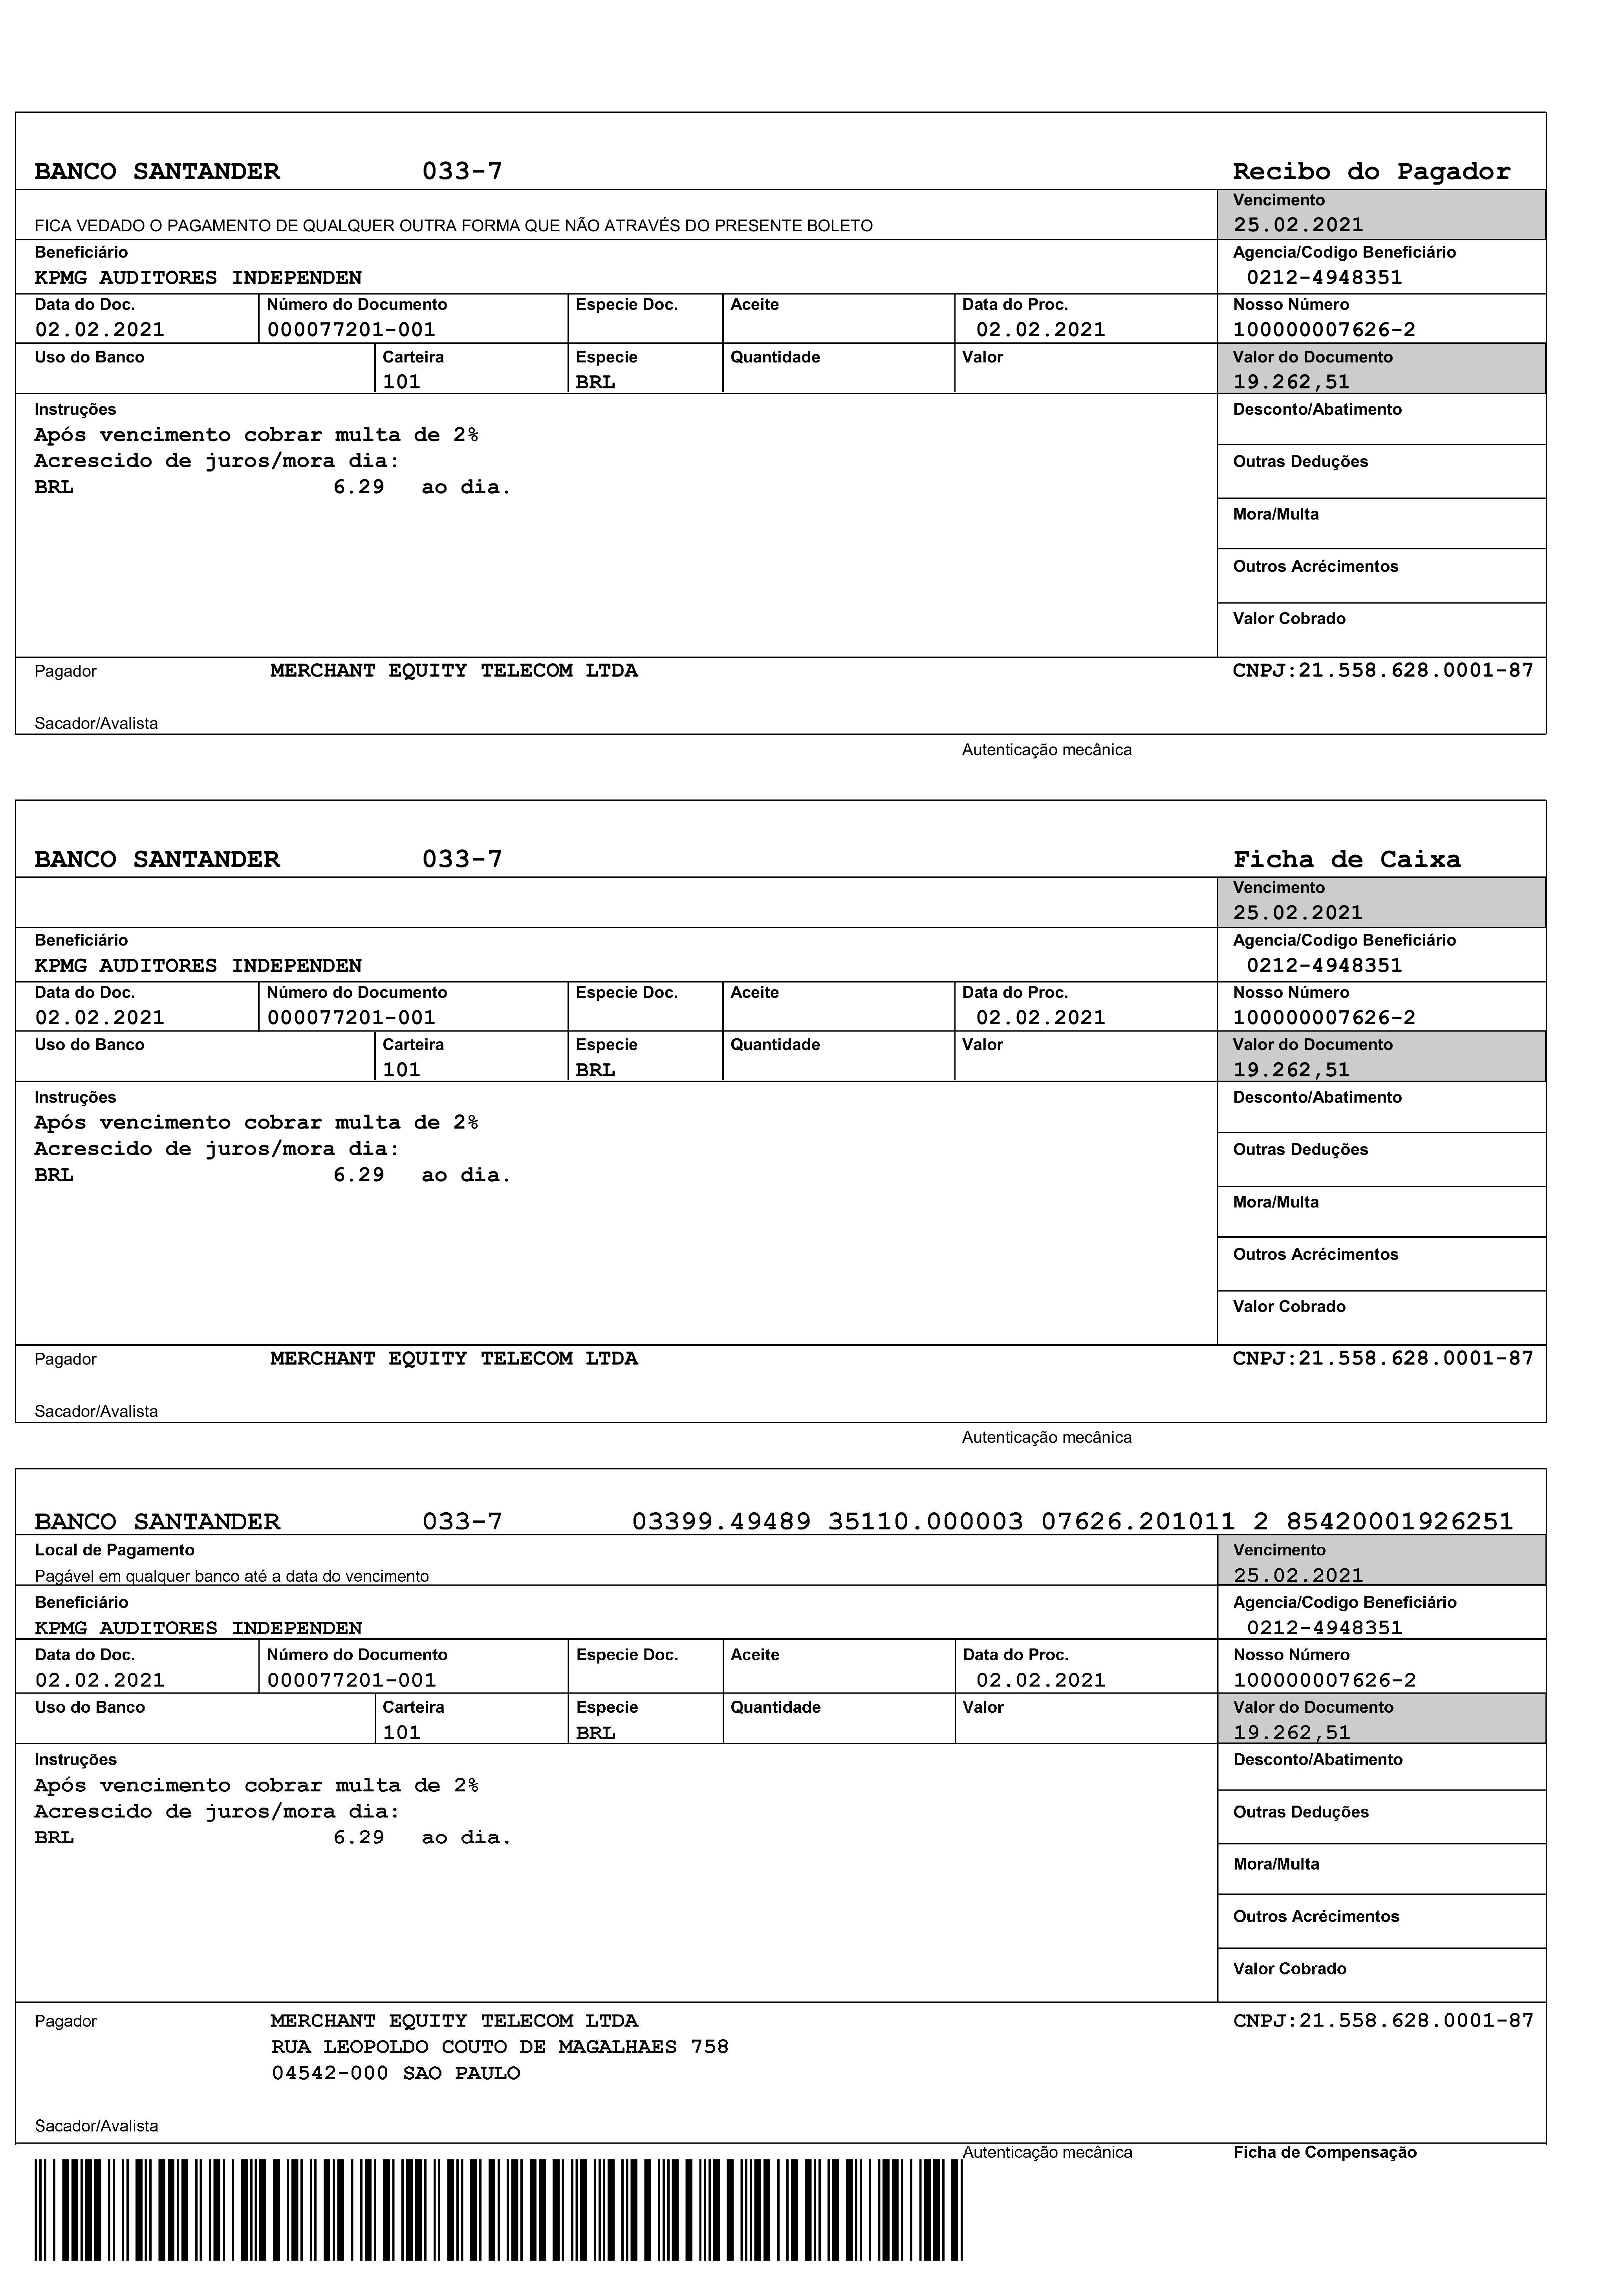 BANCO SANTANDER 033-7 Recibo do Pagador
Vencimento
FICA VEDADO O PAGAMENTO DE QUALQUER OUTRA FORMA QUE NÃO ATRAVÉS DO PRESENTE BOLETO 25.02.2021
Beneficiário Agencia/Codigo Beneficiário
KPMG AUDITORES INDEPENDEN 0212-4948351
Data do Doc. Número do Documento Especie Doc. Aceite Data do Proc. Nosso Número
02.02.2021 000077201-001 02.02.2021 100000007626-2
Uso do Banco Carteira Especie Quantidade Valor Valor do Documento
101 BRL 19.262,51
Instruções Desconto/Abatimento
Após vencimento cobrar multa de 2%
Acrescido de juros/mora dia: Outras Deduções
BRL 6.29 ao dia.
Mora/Multa
Outros Acrécimentos
Valor Cobrado
Pagador MERCHANT EQUITY TELECOM LTDA CNPJ:21.558.628.0001-87
Sacador/Avalista
Autenticação mecânica
BANCO SANTANDER 033-7 Ficha de Caixa
Vencimento
25.02.2021
Beneficiário Agencia/Codigo Beneficiário
KPMG AUDITORES INDEPENDEN 0212-4948351
Data do Doc. Número do Documento Especie Doc. Aceite Data do Proc. Nosso Número
02.02.2021 000077201-001 02.02.2021 100000007626-2
Uso do Banco Carteira Especie Quantidade Valor Valor do Documento
101 BRL 19.262,51
Instruções Desconto/Abatimento
Após vencimento cobrar multa de 2%
Acrescido de juros/mora dia: Outras Deduções
BRL 6.29 ao dia.
Mora/Multa
Outros Acrécimentos
Valor Cobrado
Pagador MERCHANT EQUITY TELECOM LTDA CNPJ:21.558.628.0001-87
Sacador/Avalista
Autenticação mecânica
BANCO SANTANDER 033-7 03399.49489 35110.000003 07626.201011 2 85420001926251
Local de Pagamento Vencimento
Pagável em qualquer banco até a data do vencimento 25.02.2021
Beneficiário Agencia/Codigo Beneficiário
KPMG AUDITORES INDEPENDEN 0212-4948351
Data do Doc. Número do Documento Especie Doc. Aceite Data do Proc. Nosso Número
02.02.2021 000077201-001 02.02.2021 100000007626-2
Uso do Banco Carteira Especie Quantidade Valor Valor do Documento
101 BRL 19.262,51
Instruções Desconto/Abatimento
Após vencimento cobrar multa de 2%
Acrescido de juros/mora dia: Outras Deduções
BRL 6.29 ao dia.
Mora/Multa
Outros Acrécimentos
Valor Cobrado
Pagador MERCHANT EQUITY TELECOM LTDA CNPJ:21.558.628.0001-87
RUA LEOPOLDO COUTO DE MAGALHAES 758
04542-000 SAO PAULO
Sacador/Avalista
Autenticação mecânica Ficha de Compensação